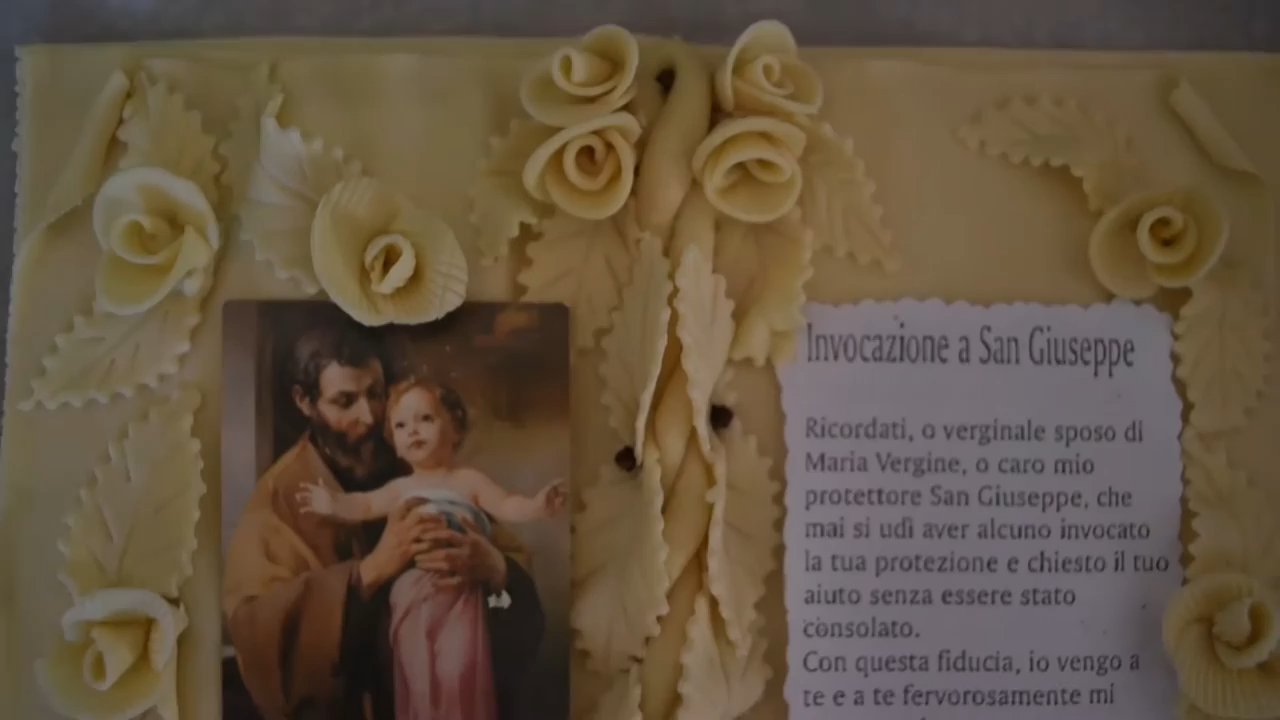 Invocazione a San Giuseppe
Ricordati, o verginale sposo di
Maria Vergine, o caro mio
protettore San Giuseppe, che
mai si udì aver alcuno invocato
la tua protezione e chiesto il tuo
aiuto senza essere stato
consolato.
Con questa fiducia, io vengo a
te e a te fervorosamente mi